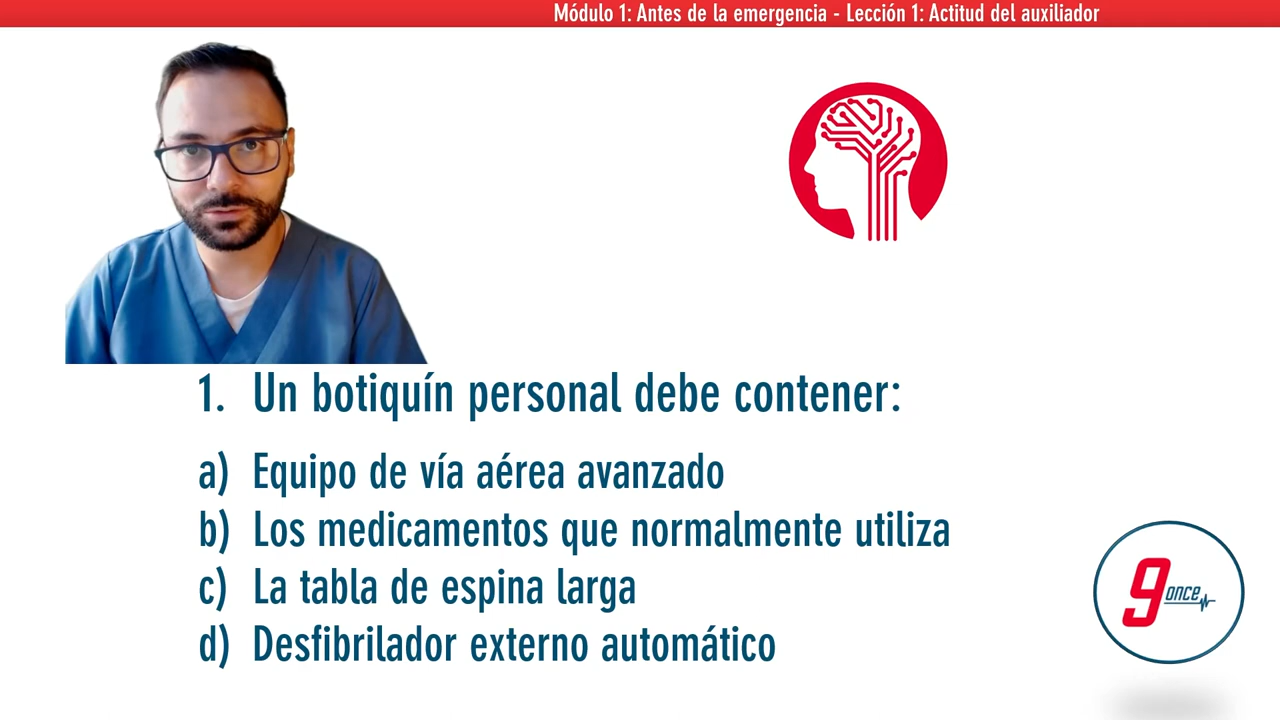 Módulo 1: Antes de la emergencia - Lección 1: Actitud del auxiliador
1. Un botiquín personal debe contener:
a) Equipo de vía aérea avanzado
b) Los medicamentos que normalmente utiliza
c) La tabla de espina larga
d) Desfibrilador externo automático
9 once